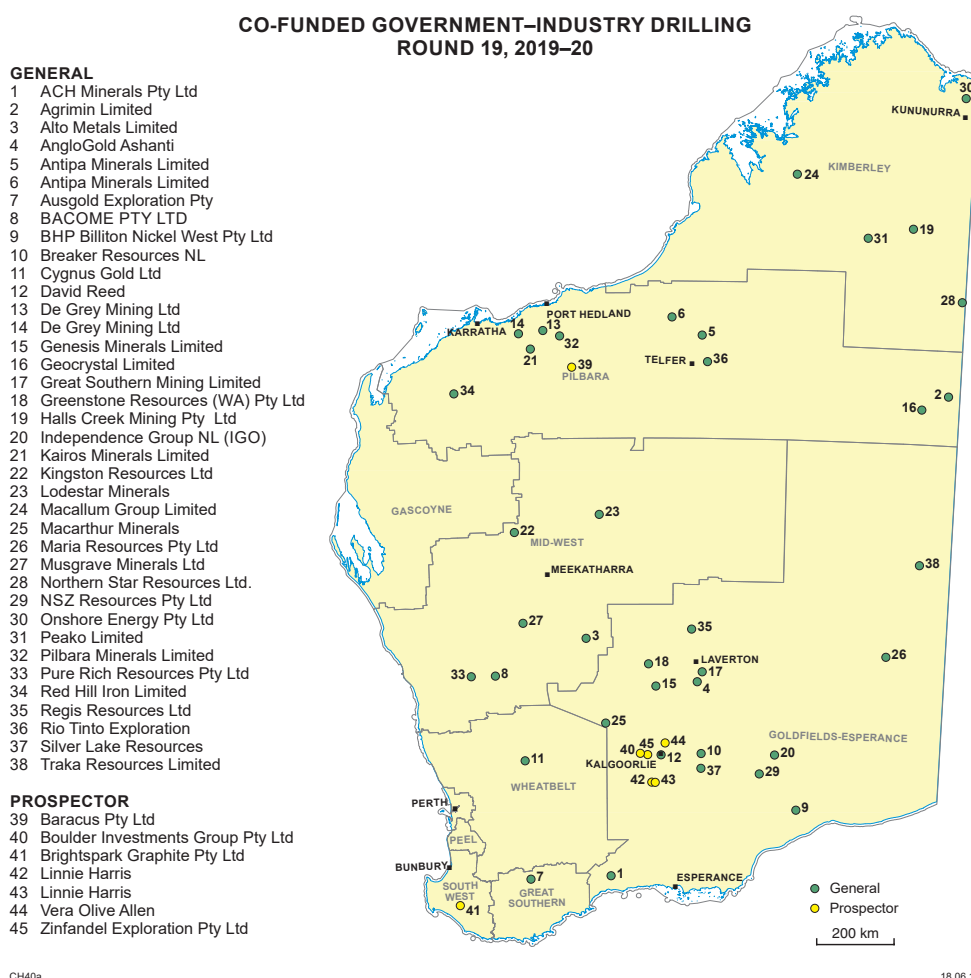 CO-FUNDED GOVERNMENT–INDUSTRY DRILLING
ROUND 19, 2019–20
GENERAL
1 ACH Minerals Pty Ltd
2 Agrimin Limited
3 Alto Metals Limited
4 AngloGold Ashanti
5 Antipa Minerals Limited
6 Antipa Minerals Limited
7 Ausgold Exploration Pty
8 BACOME PTY LTD
9 BHP Billiton Nickel West Pty Ltd
10 Breaker Resources NL
11 Cygnus Gold Ltd
12 David Reed
13 De Grey Mining Ltd
14 De Grey Mining Ltd
15 Genesis Minerals Limited
16 Geocrystal Limited
17 Great Southern Mining Limited
18 Greenstone Resources (WA) Pty Ltd
19 Halls Creek Mining Pty Ltd
20 Independence Group NL (IGO)
21 Kairos Minerals Limited
22 Kingston Resources Ltd
23 Lodestar Minerals
24 Macallum Group Limited
25 Macarthur Minerals
26 Maria Resources Pty Ltd
27 Musgrave Minerals Ltd
28 Northern Star Resources Ltd.
29 NSZ Resources Pty Ltd
30 Onshore Energy Pty Ltd
31 Peako Limited
32 Pilbara Minerals Limited
33 Pure Rich Resources Pty Ltd
34 Red Hill Iron Limited
35 Regis Resources Ltd
36 Rio Tinto Exploration
37 Silver Lake Resources
38 Traka Resources Limited
PROSPECTOR
39 Baracus Pty Ltd
40 Boulder Investments Group Pty Ltd
41 Brightspark Graphite Pty Ltd
42 Linnie Harris
43 Linnie Harris
44 Vera Olive Allen
45 Zinfandel Exploration Pty Ltd
30
KUNUNURRA
KIMBERLEY
24
19
31
28
PORT HEDLAND
6
14
13
KARRATHA
5
32
21
TELFER
36
39
PILBARA
34
2
16
GASCOYNE
23
22
MID-WEST
MEEKATHARRA
38
27
35
3
26
LAVERTON
18
17
33
8
15
4
25
GOLDFIELDS-ESPERANCE
44
45
40
10
20
12
11
KALGOORLIE
37
29
42
43
WHEATBELT
PERTH
9
PEEL
BUNBURY
7
1
ESPERANCE
SOUTH
WEST
GREAT
SOUTHERN
41
General
Prospector
200 km
CH40a
18.06.